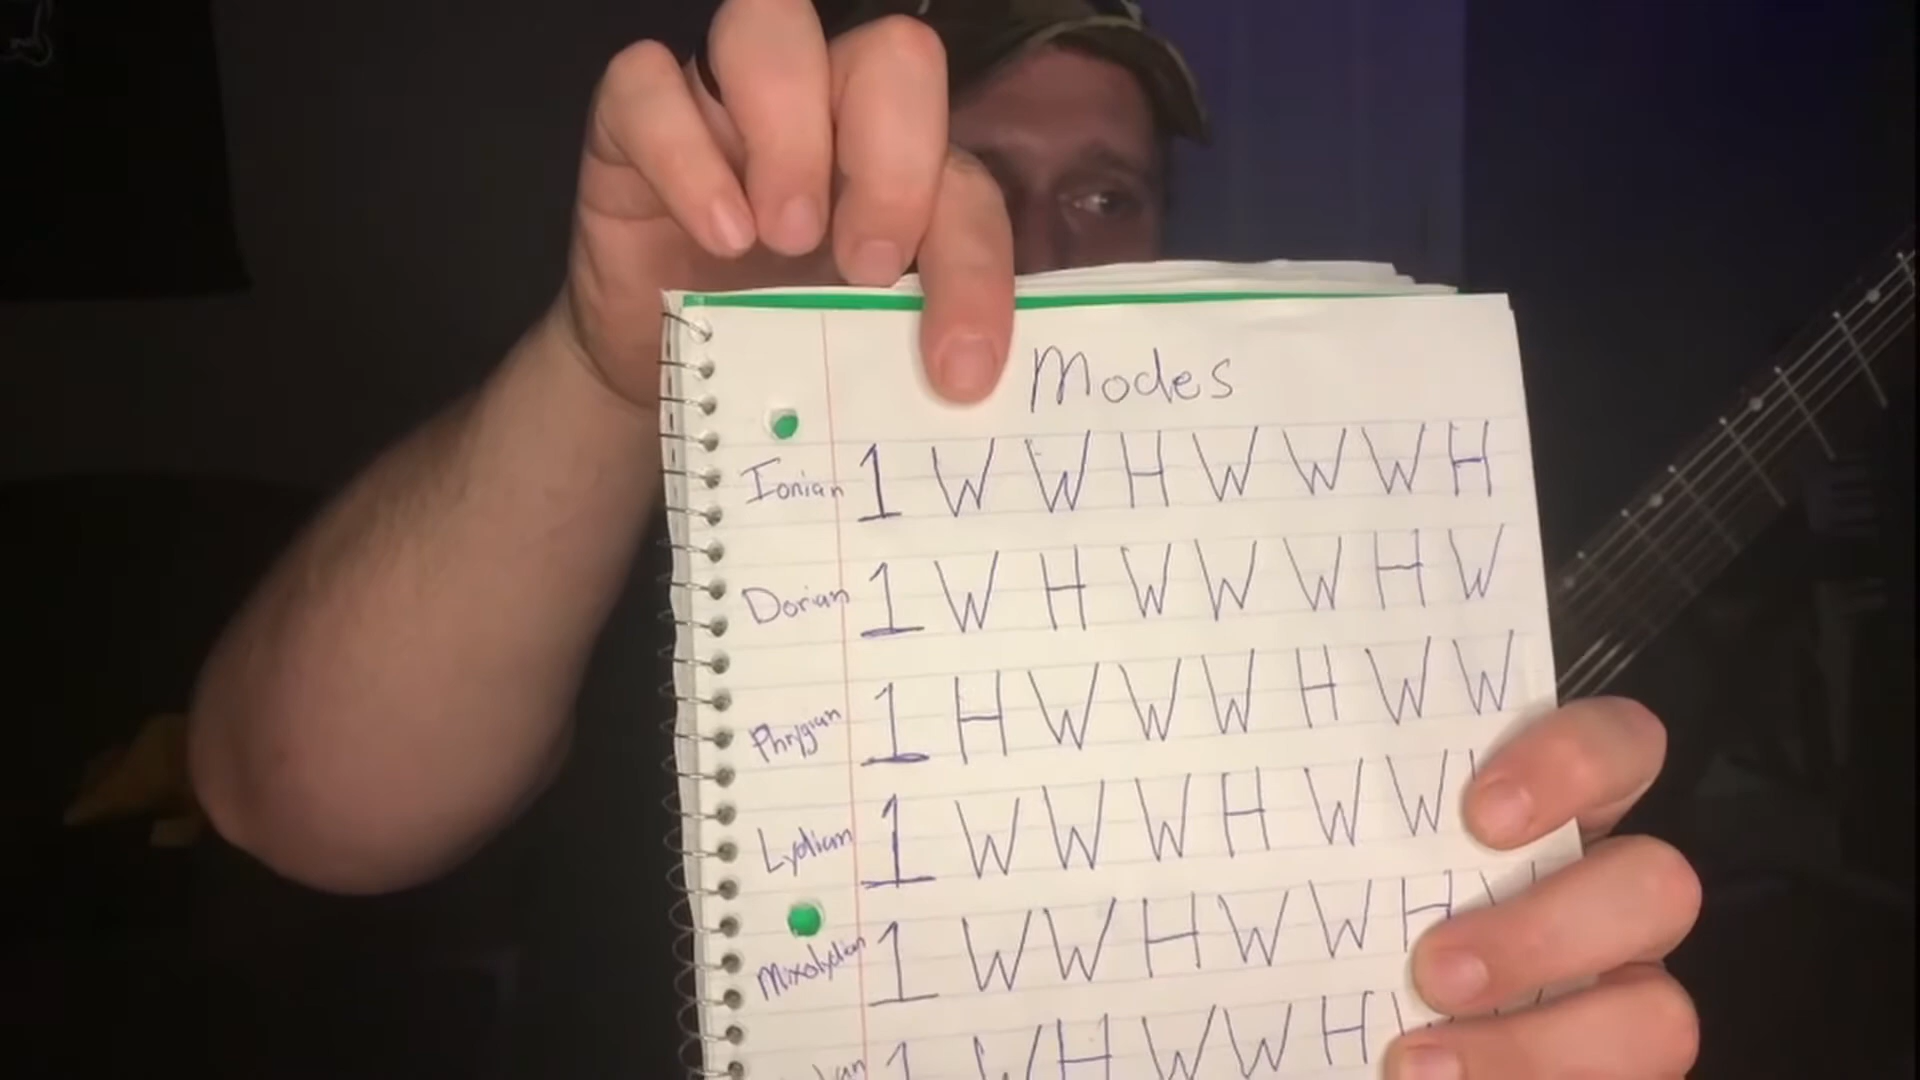 Modes
Ionian 1 W W H W W W H
Dorian 1 W H W W W H W
Phrygian 1 H W W W H W W
Lydian 1 W W W H W W
Mixolydian 1 W W H W W H W
1 W H W W H